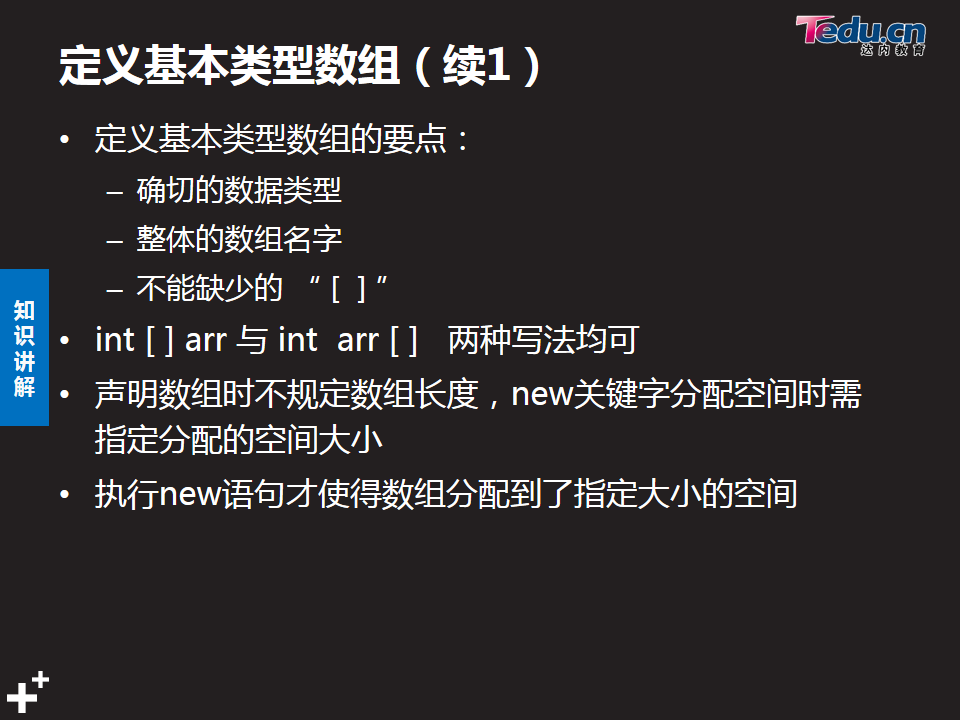 Tedu.cn
达内教育
定义基本类型数组（续1）
• 定义基本类型数组的要点：
– 确切的数据类型
– 整体的数组名字
– 不能缺少的 “ [ ] ”
• int [ ] arr 与 int arr [ ] 两种写法均可
• 声明数组时不规定数组长度，new关键字分配空间时需
指定分配的空间大小
• 执行new语句才使得数组分配到了指定大小的空间
知
识
讲
解